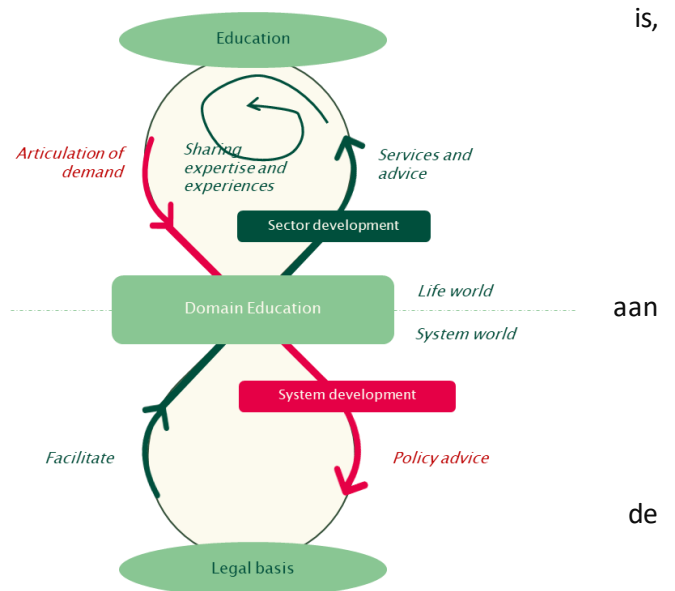 is,
Education
Articulation of
demand
Sharing
expertise and
experiences
Services and
advice
Sector development
Domain Education
Life world
aan
System world
System development
Facilitate
Policy advice
de
Legal basis